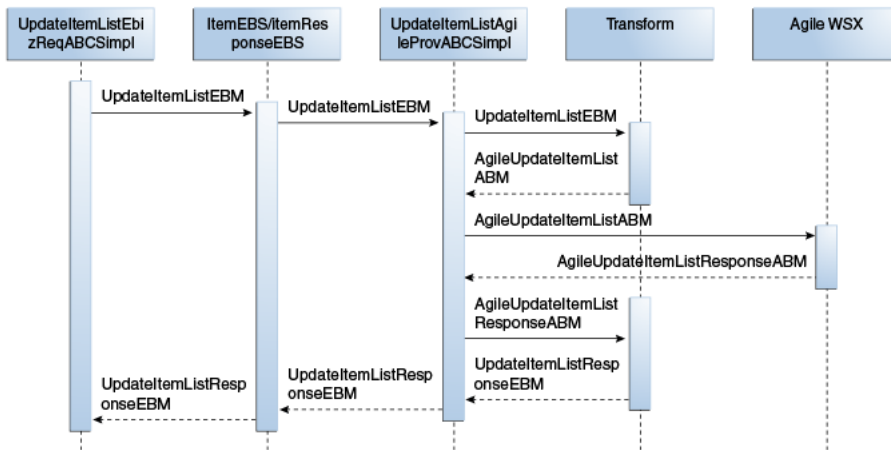 UpdateItemListEbi
zReqABCSimpl
ItemEBS/ItemRes
ponseEBS
UpdateItemListAgi
leProvABCSimpl
Transform
Agile WSX
UpdateItemListEBM
UpdateItemListEBM
UpdateItemListEBM
AgileUpdateItemList
ABM
AgileUpdateItemListABM
AgileUpdateItemListResponseABM
AgileUpdateItemList
ResponseABM
UpdateItemListResp
onseEBM
UpdateItemListResp
onseEBM
UpdateItemListResp
onseEBM